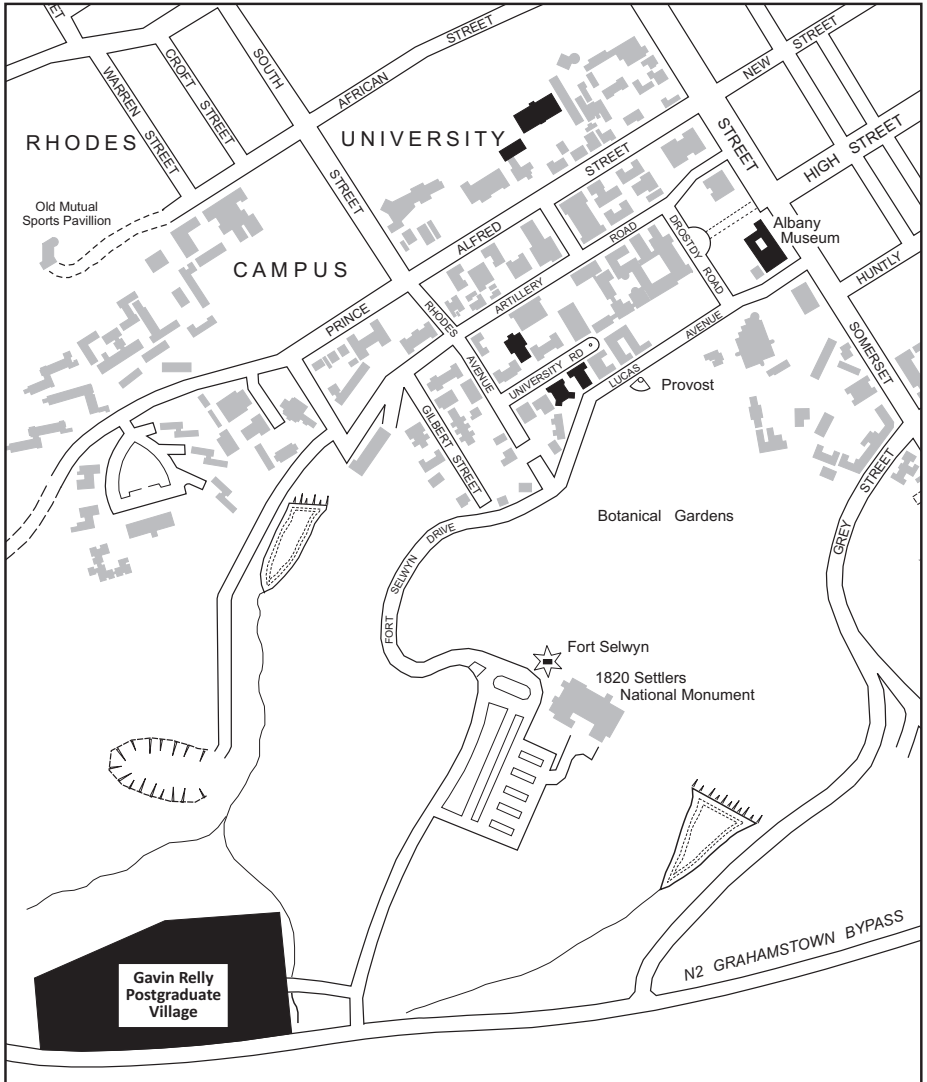 ET
WARREN
STREET
CROFT
STREET
SOUTH
STREET
AFRICAN
STREET
NEW
STREET
STREET
HIGH STREET
RHODES
UNIVERSITY
CAMPUS
Old Mutual
Sports Pavillion
PRINCE
ALFRED
STREET
ARTILLERY
ROAD
DROSTDY
ROAD
Albany
Museum
HUNTLY
RHODES
AVENUE
UNIVERSITY RD
LUCAS
AVENUE
SOMERSET
Provost
GILBERT STREET
GREY
STREET
Botanical Gardens
FORT
SELWYN
DRIVE
Fort Selwyn
1820 Settlers
National Monument
N2 GRAHAMSTOWN BYPASS
Gavin Relly
Postgraduate
Village